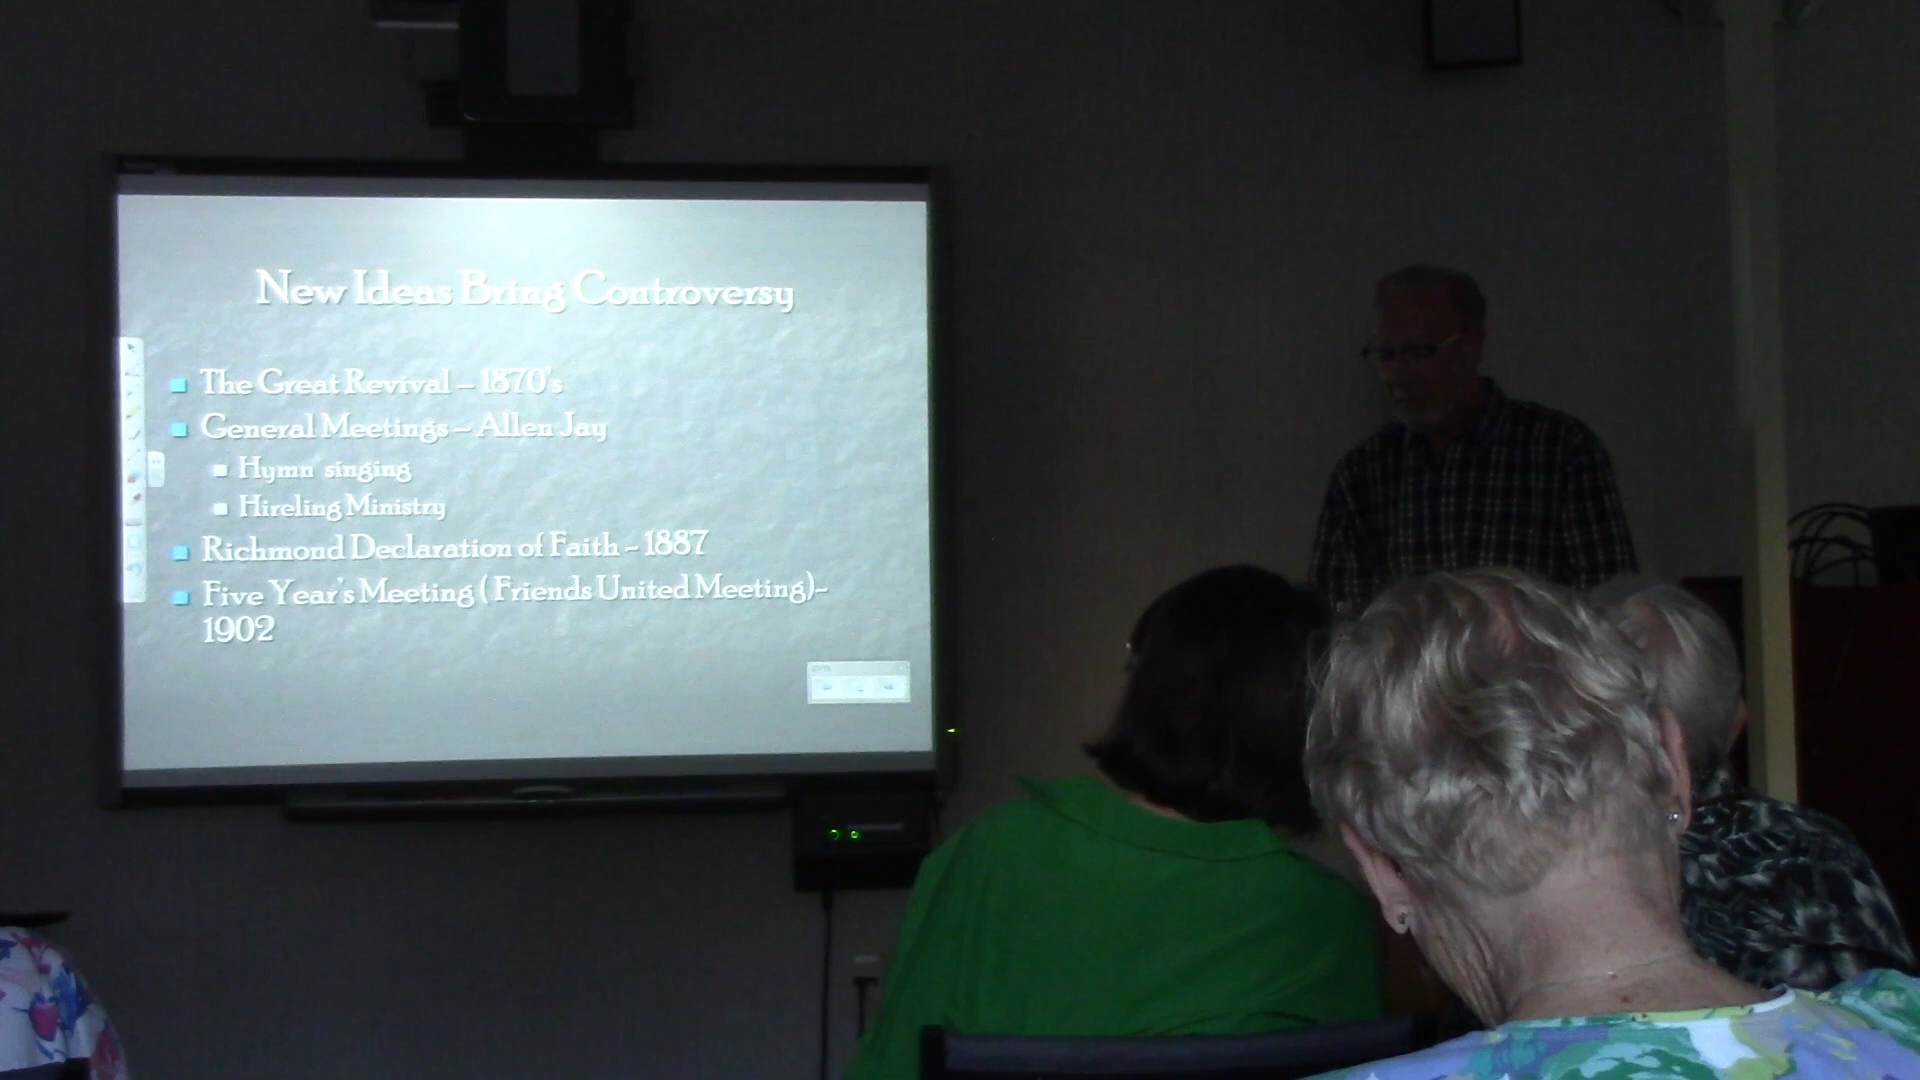 New Ideas Bring Controversy
The Great Revival – 1870's
General Meetings – Allen Jay
Hymn singing
Hireling Ministry
Richmond Declaration of Faith - 1887
Five Year's Meeting ( Friends United Meeting)-
1902